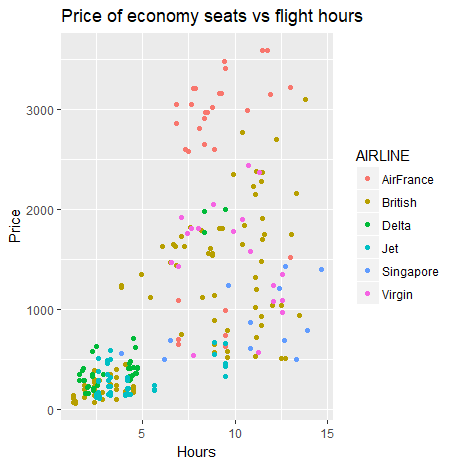 Price of economy seats vs flight hours
3000
2000
1000
0
Price
5
10
15
Hours
AIRLINE
AirFrance
British
Delta
Jet
Singapore
Virgin